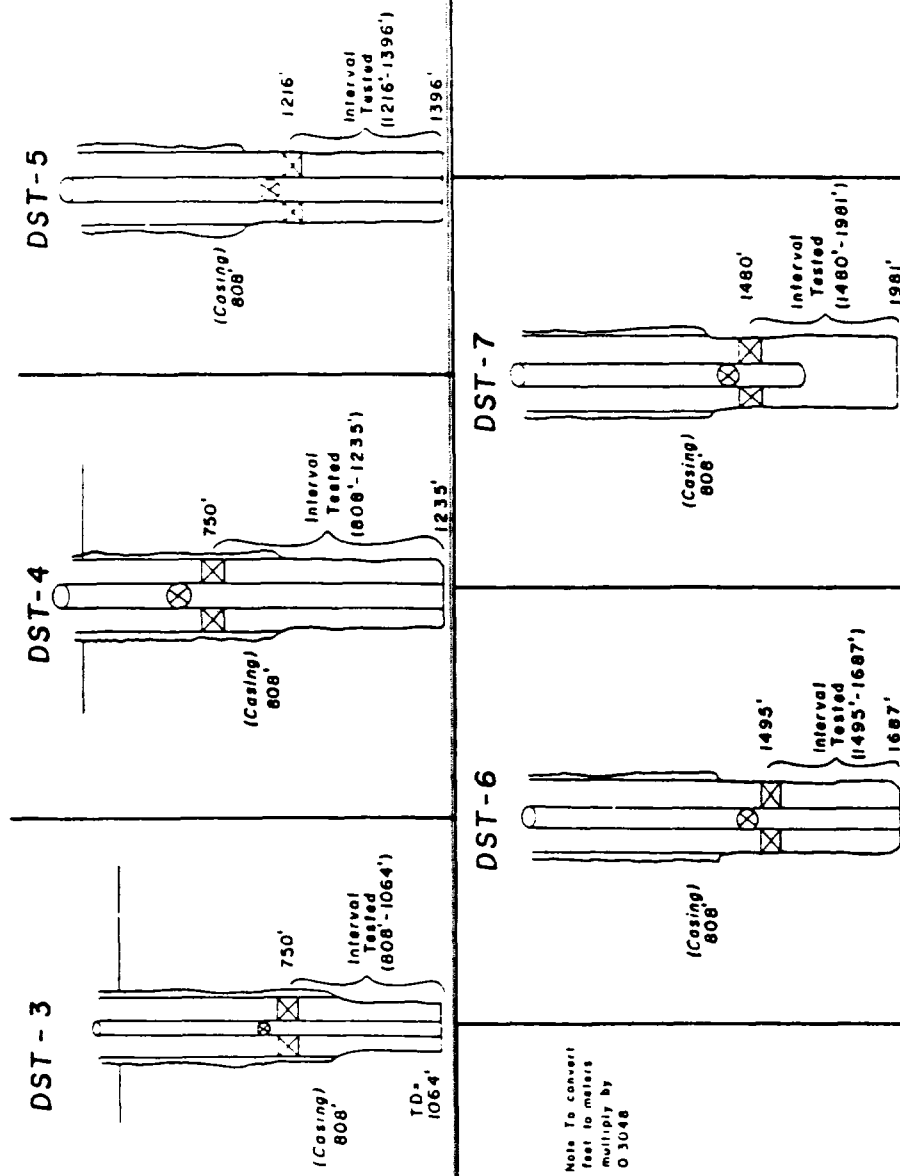 DST-3
750'
Interval
Tested
(808'-1064')
(Casing)
808'
TD=
1064'
DST-4
750'
Interval
Tested
(808'-1235')
1235'
(Casing)
808'
DST-5
1216'
Interval
Tested
(1216'-1396')
1396'
(Casing)
808'
Note To convert
feet to meters
multiply by
0 3048
DST-6
1495'
Interval
Tested
(1495'-1687')
1687'
(Casing)
808'
DST-7
1480'
Interval
Tested
(1480'-1981')
1981'
(Casing)
808'